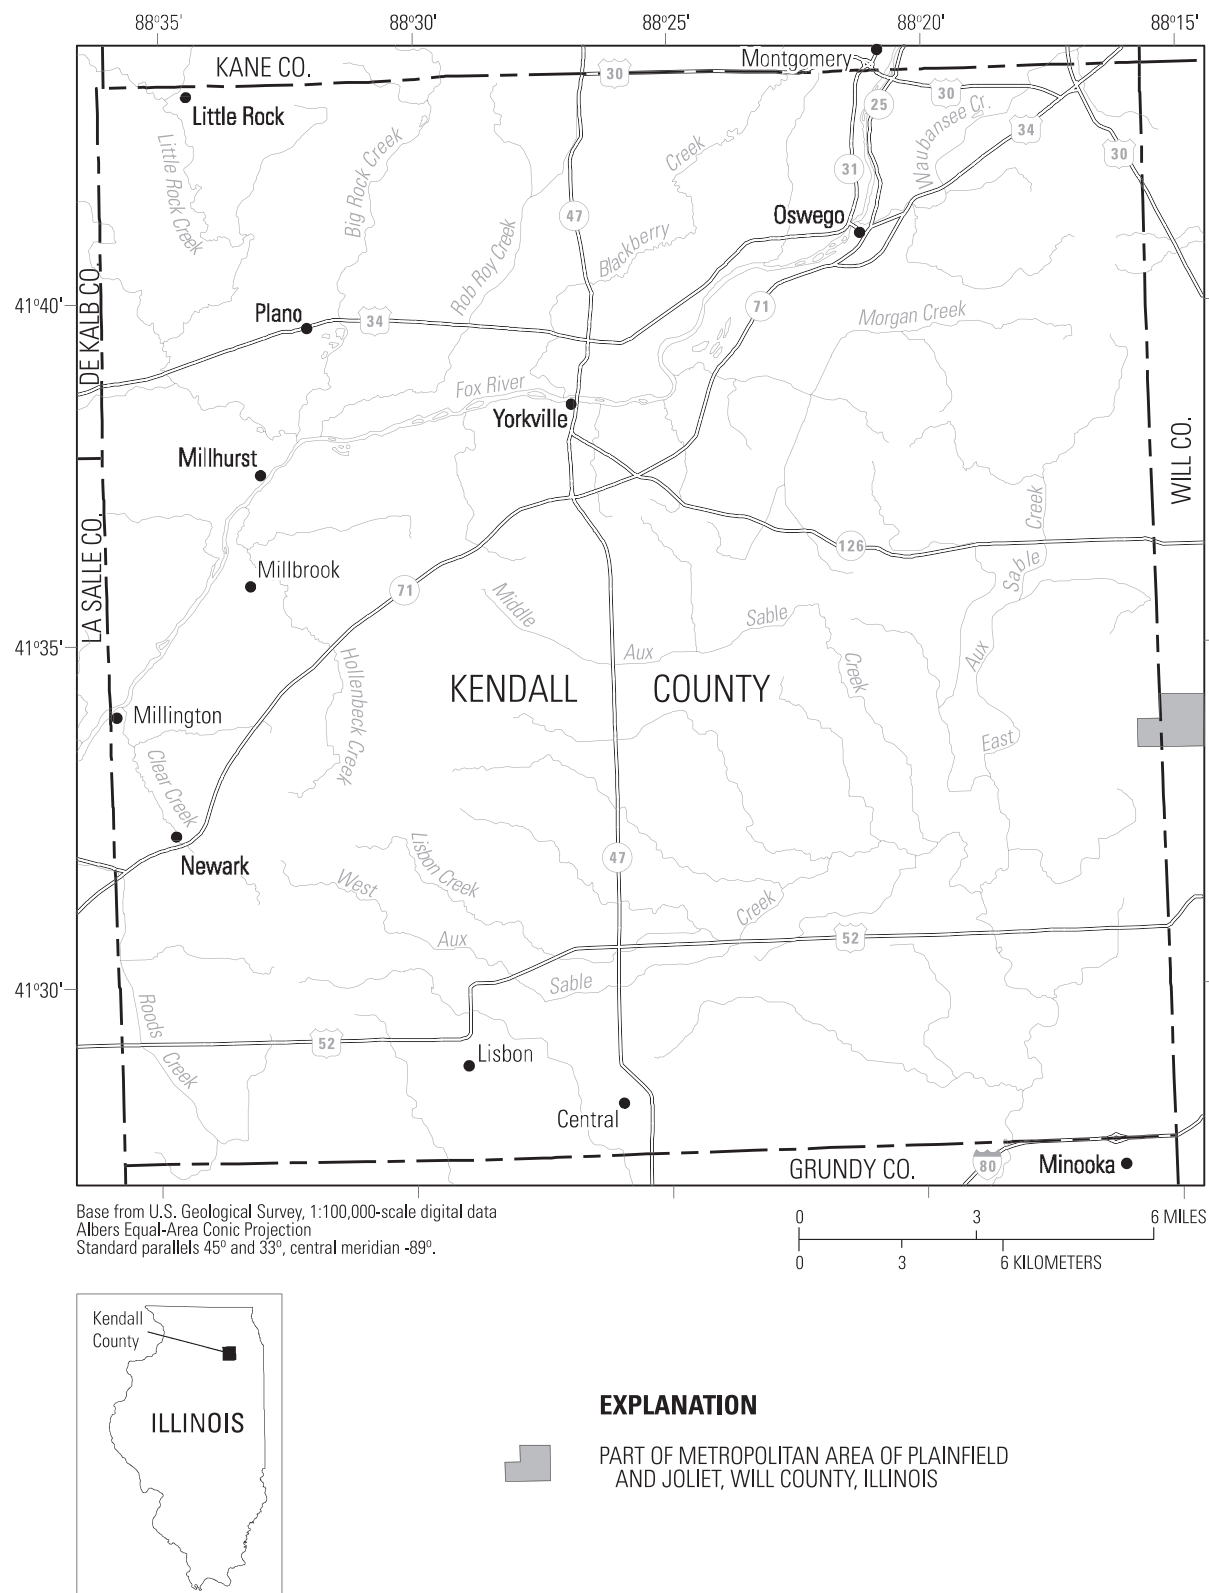 88°35'
88°30'
88°25'
88°20'
88°15'
KANE CO.
30
Montgomery
Little Rock
25
30
Waubansee Cr.
34
30
Little Rock Creek
Big Rock Creek
Creek
31
47
Oswego
Blackberry
Rob Roy Creek
41°40'
DE KALB CO.
Plano
34
71
Morgan Creek
Fox River
Yorkville
WILL CO.
Millhurst
Creek
LA SALLE CO.
126
Sable
Millbrook
71
Middle
Sable
41°35'
Aux
Creek
Aux
Hollenbeck Creek
KENDALL COUNTY
Millington
East
Clear Creek
Lisbon Creek
47
Newark
West
Creek
Aux
52
Sable
41°30'
Roods
Creek
52
Lisbon
Central
GRUNDY CO.
80
Minooka
Base from U.S. Geological Survey, 1:100,000-scale digital data
Albers Equal-Area Conic Projection
Standard parallels 45° and 33°, central meridian -89°.
0 3 6 MILES
0 3 6 KILOMETERS
Kendall
County
ILLINOIS
EXPLANATION
PART OF METROPOLITAN AREA OF PLAINFIELD
AND JOLIET, WILL COUNTY, ILLINOIS